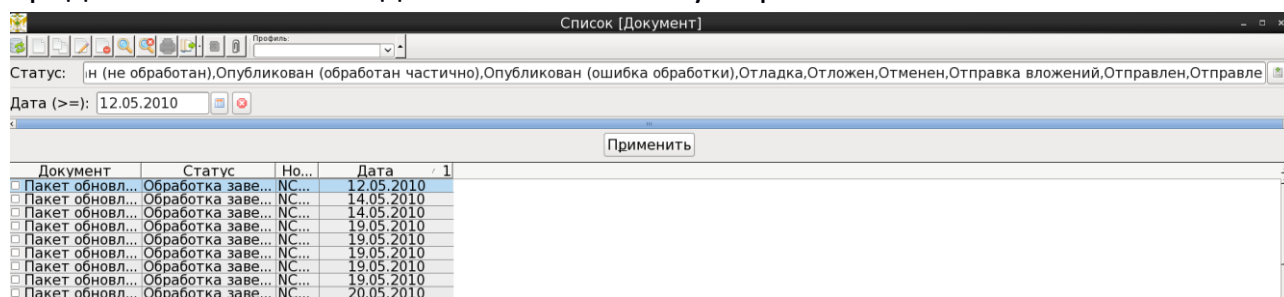 Список [Документ]
Профиль:
Статус: н (не обработан),Опубликован (обработан частично),Опубликован (ошибка обработки),Отладка,Отложен,Отменен,Отправка вложений,Отправлен,Отправле
Дата (>=): 12.05.2010
Применить
Документ Статус Но... Дата 1
Пакет обновл... Обработка заве... NC... 12.05.2010
Пакет обновл... Обработка заве... NC... 14.05.2010
Пакет обновл... Обработка заве... NC... 14.05.2010
Пакет обновл... Обработка заве... NC... 19.05.2010
Пакет обновл... Обработка заве... NC... 19.05.2010
Пакет обновл... Обработка заве... NC... 19.05.2010
Пакет обновл... Обработка заве... NC... 19.05.2010
Пакет обновл... Обработка заве... NC... 19.05.2010
Пакет обновл... Обработка заве... NC... 20.05.2010